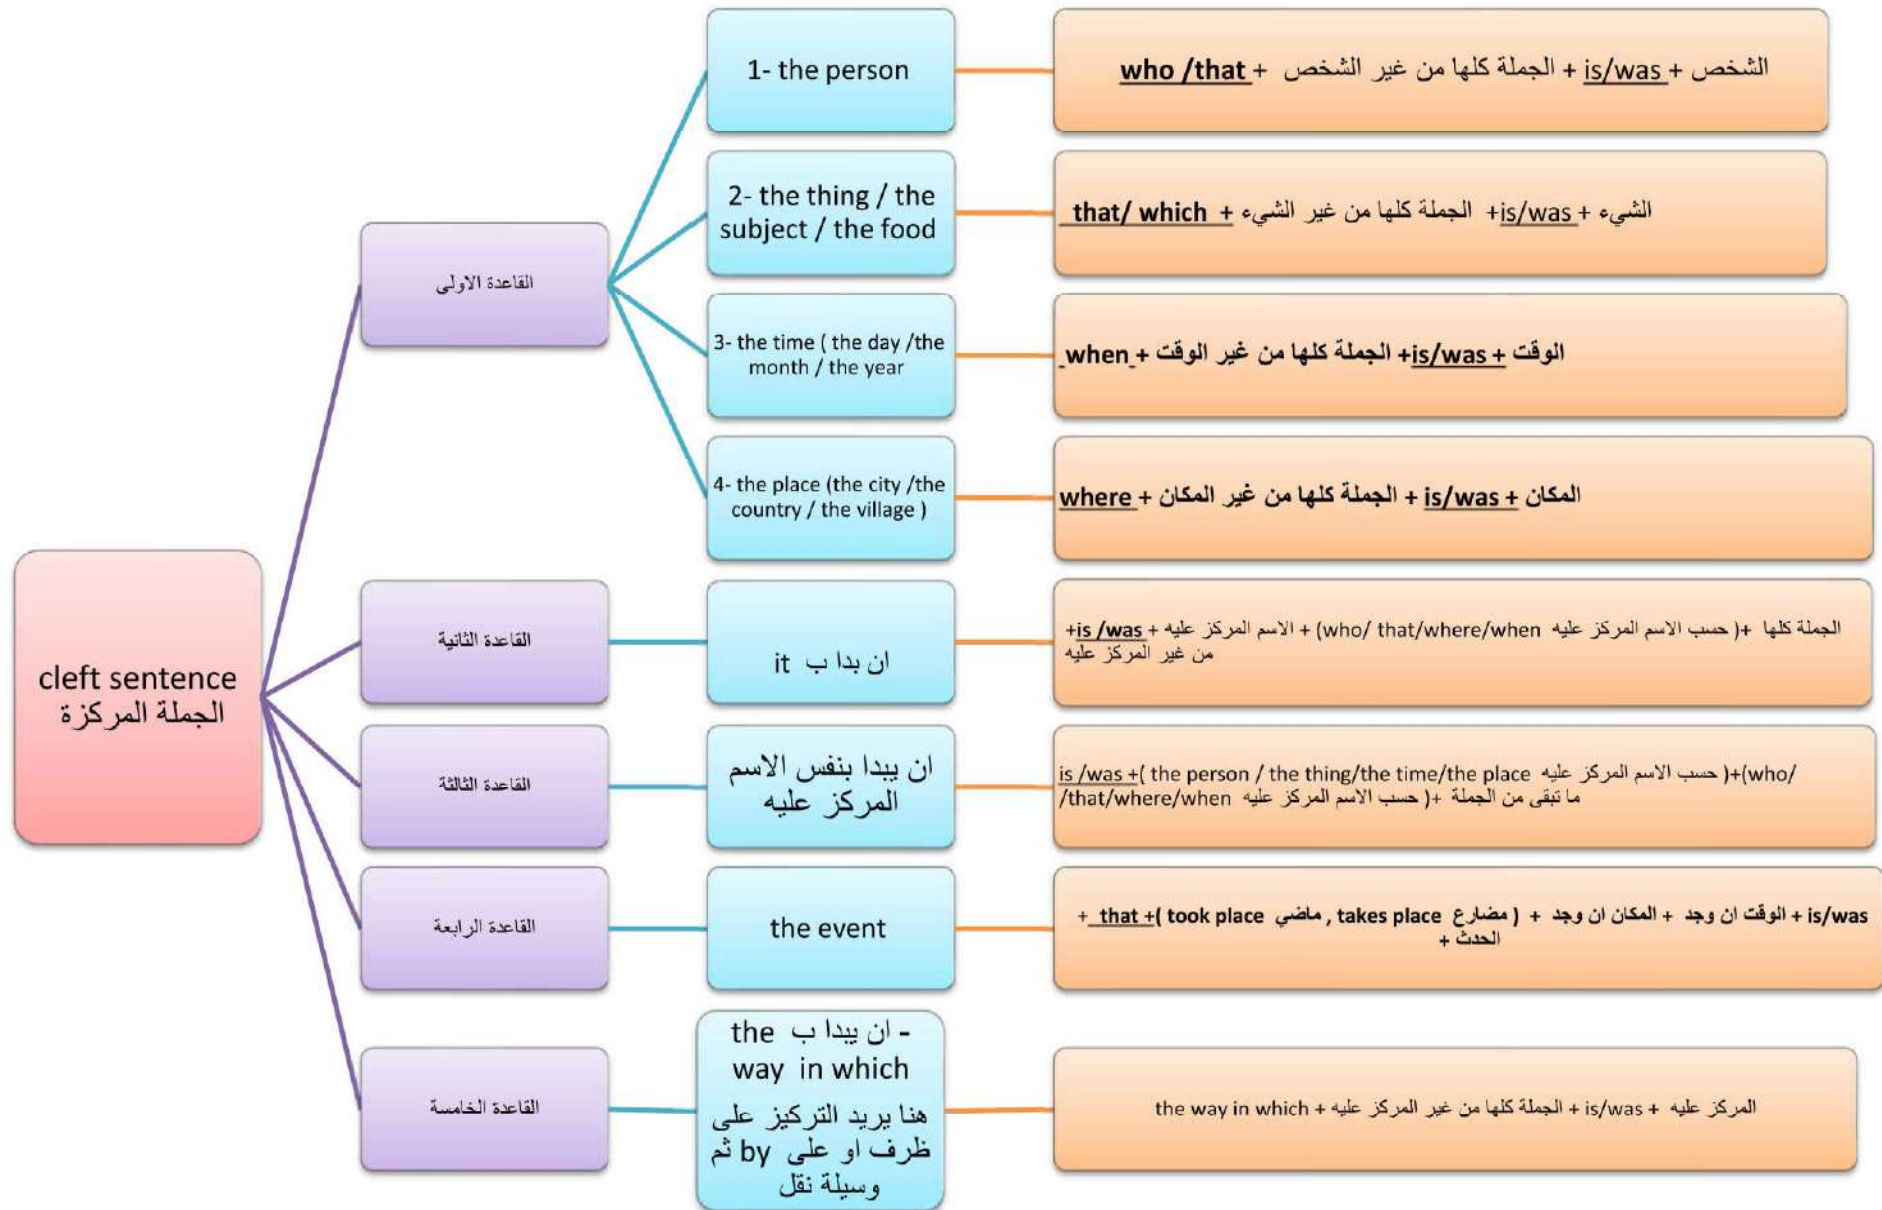 cleft sentence
الجملة المركزة
القاعدة الاولى
1- the person
who /that + الجملة كلها من غير الشخص + is/was + الشخص
2- the thing / the
subject / the food
that/ which + الجملة كلها من غير الشيء +is/was + الشيء
3- the time ( the day /the
month / the year
when + الجملة كلها من غير الوقت +is/was + الوقت
4- the place (the city /the
country / the village )
where + الجملة كلها من غير المكان + is/was + المكان
القاعدة الثانية
ان بدا ب it
+is /was + الاسم المركز عليه + (who/ that/where/when حسب الاسم المركز عليه )+ الجملة كلها
من غير المركز عليه
القاعدة الثالثة
ان يبدا بنفس الاسم
المركز عليه
is /was +( the person / the thing/the time/the place حسب الاسم المركز عليه )+(who/
/that/where/when حسب الاسم المركز عليه )+ ما تبقى من الجملة
القاعدة الرابعة
the event
+ that +( took place ماضي , takes place مضارع ) + المكان ان وجد + الوقت ان وجد + is/was
+ الحدث
القاعدة الخامسة
- ان يبدا ب the
way in which
هنا يريد التركيز على
ظرف او على by ثم
وسيلة نقل
the way in which + الجملة كلها من غير المركز عليه + is/was + المركز عليه